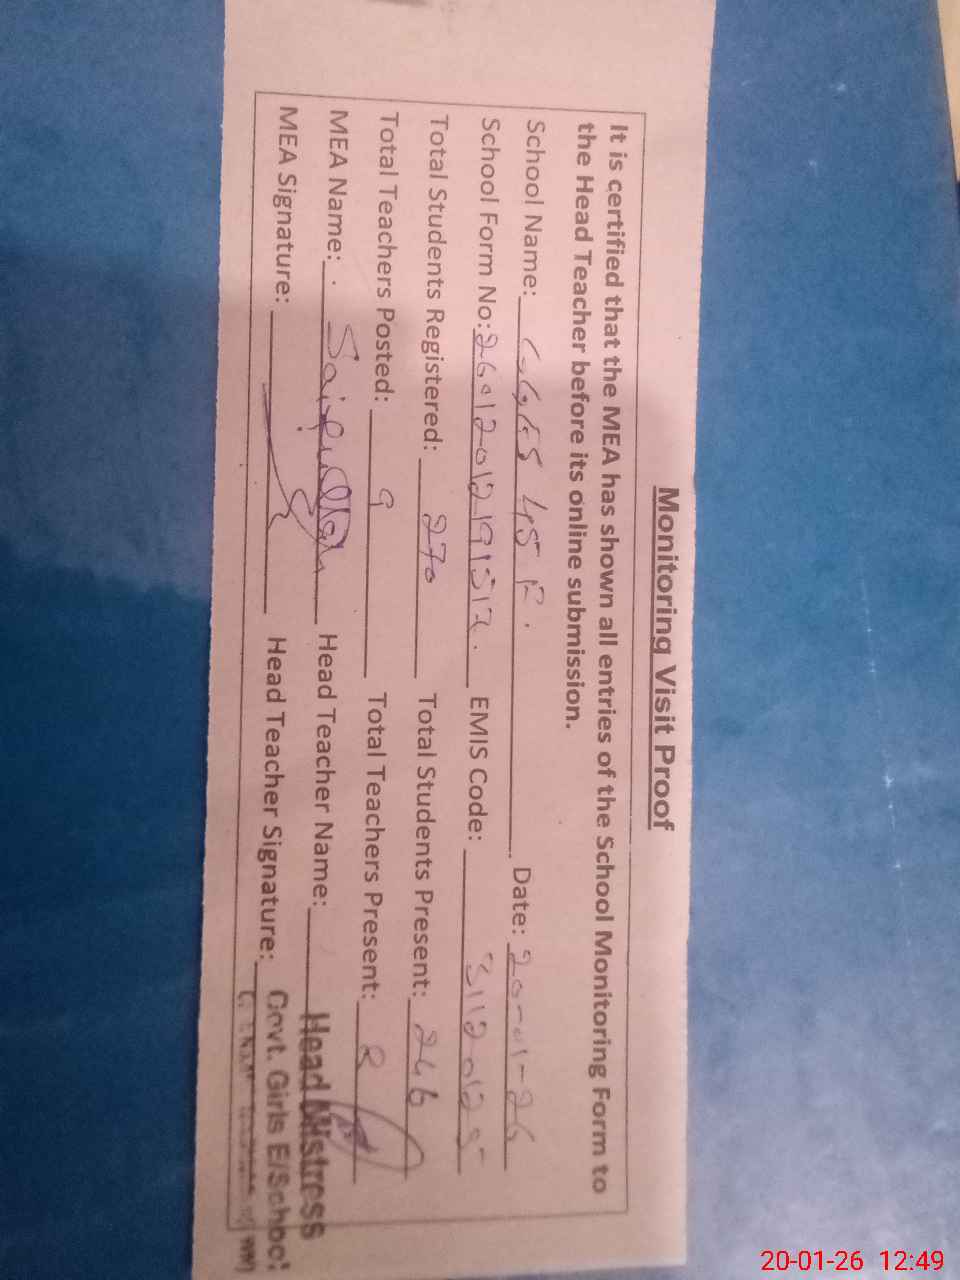 Monitoring Visit Proof
It is certified that the MEA has shown all entries of the School Monitoring Form to
the Head Teacher before its online submission.
School Name: GGES 45 P. Date: 20-01-26
School Form No: EMIS Code: 31120125
Total Students Registered: 270 Total Students Present: 246
Total Teachers Posted: 9 Total Teachers Present: 8
MEA Name: Saifullah Head Teacher Name: Head Mistress
MEA Signature: Head Teacher Signature: Govt. Girls E/School
20-01-26 12:49